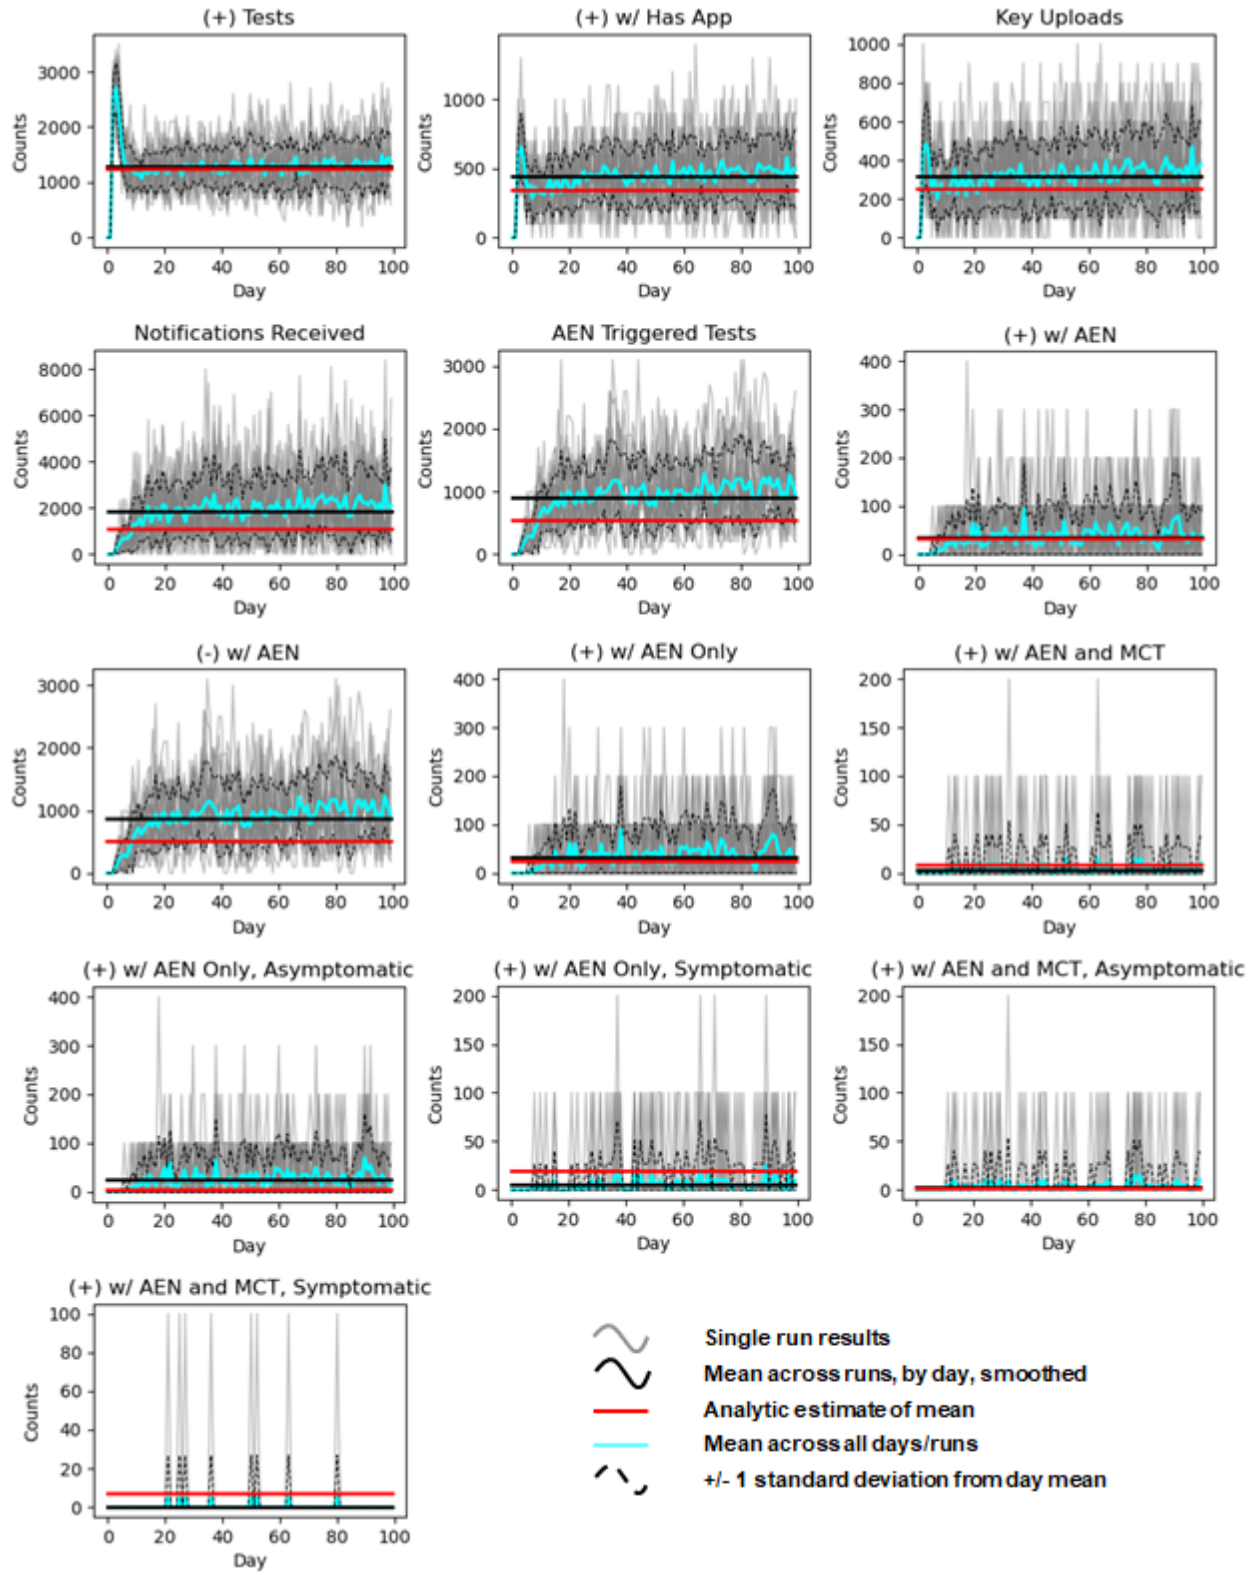 (+) Tests
(+) w/ Has App
Key Uploads
Counts
3000
2000
1000
0
0 20 40 60 80 100
Day
Counts
1000
500
0
0 20 40 60 80 100
Day
Counts
1000
800
600
400
200
0
0 20 40 60 80 100
Day
Notifications Received
AEN Triggered Tests
(+) w/ AEN
Counts
8000
6000
4000
2000
0
0 20 40 60 80 100
Day
Counts
3000
2000
1000
0
0 20 40 60 80 100
Day
Counts
400
300
200
100
0
0 20 40 60 80 100
Day
(-) w/ AEN
(+) w/ AEN Only
(+) w/ AEN and MCT
Counts
3000
2000
1000
0
0 20 40 60 80 100
Day
Counts
400
300
200
100
0
0 20 40 60 80 100
Day
Counts
200
150
100
50
0
0 20 40 60 80 100
Day
(+) w/ AEN Only, Asymptomatic
(+) w/ AEN Only, Symptomatic
(+) w/ AEN and MCT, Asymptomatic
Counts
400
300
200
100
0
0 20 40 60 80 100
Day
Counts
200
150
100
50
0
0 20 40 60 80 100
Day
Counts
200
150
100
50
0
0 20 40 60 80 100
Day
(+) w/ AEN and MCT, Symptomatic
Counts
100
80
60
40
20
0
0 20 40 60 80 100
Day
Single run results
Mean across runs, by day, smoothed
Analytic estimate of mean
Mean across all days/runs
+/- 1 standard deviation from day mean